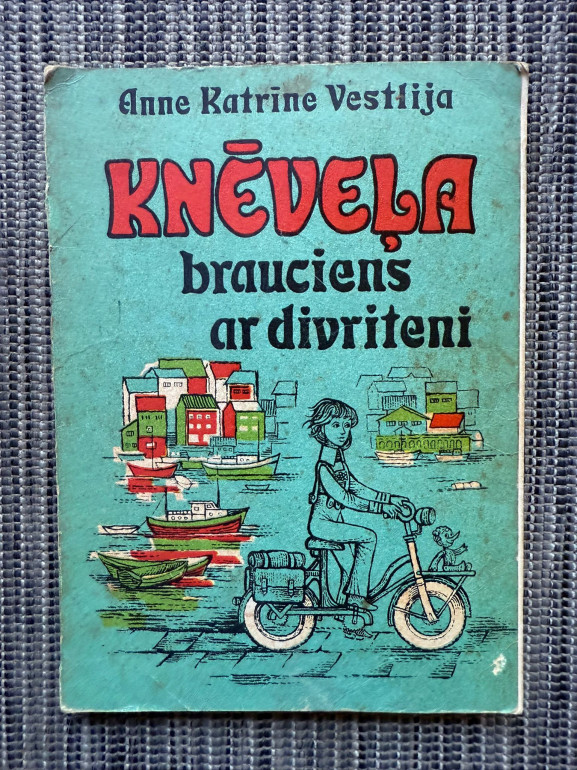 Anne Katrīne Vestlija
KNĒVEĻA
brauciens
ar divriteni